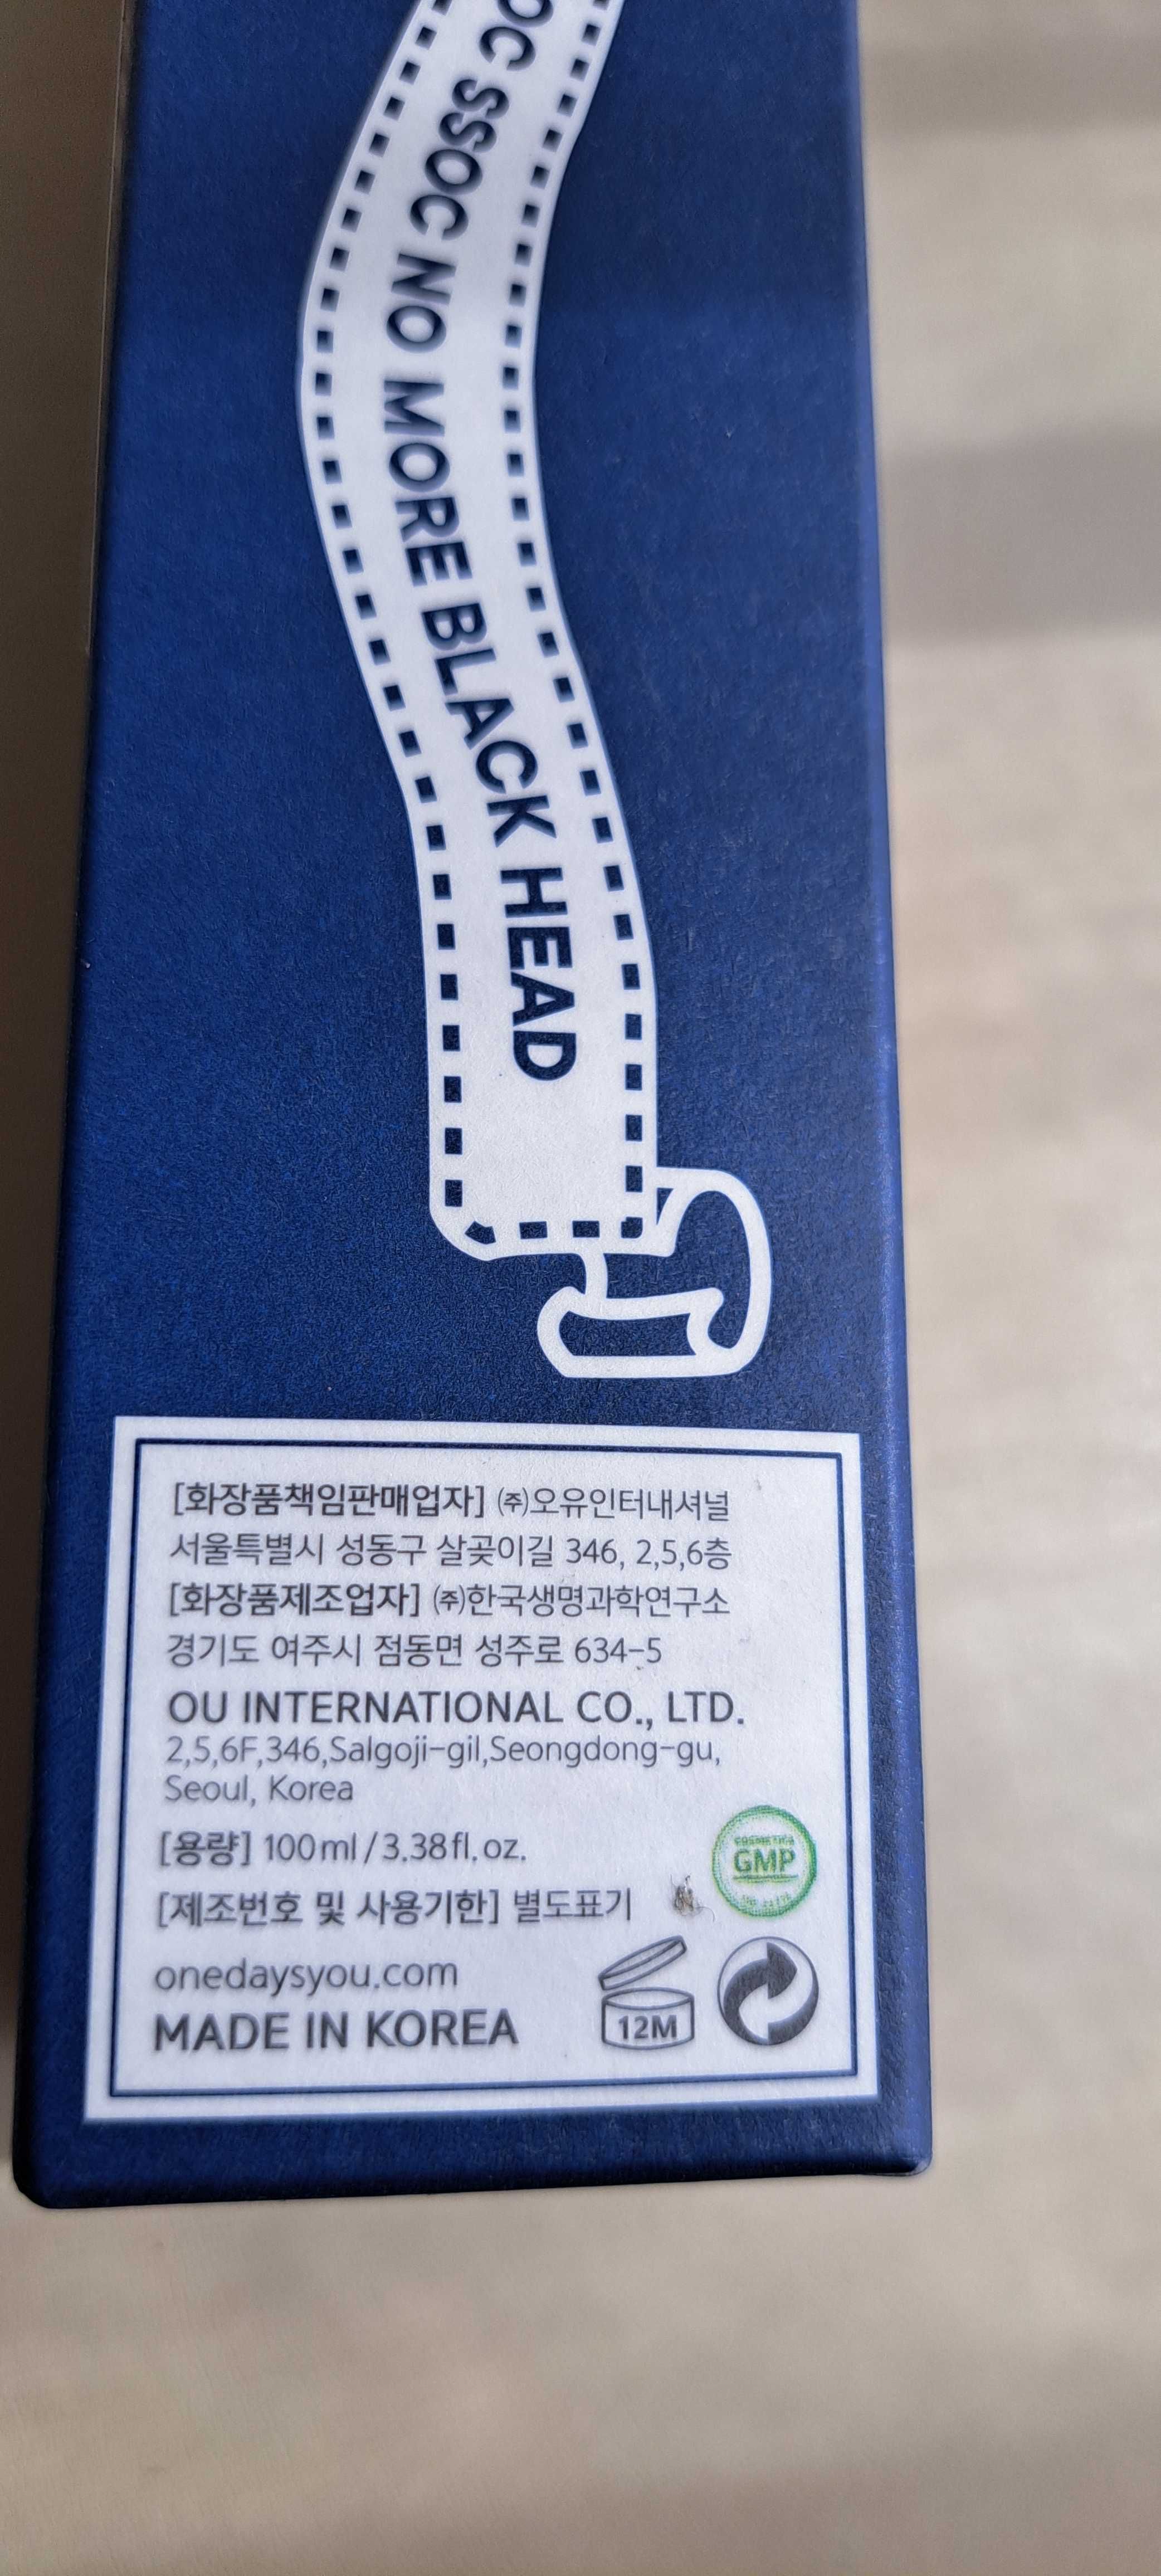 SSOC NO MORE BLACK HEAD
[화장품책임판매업자] ㈜오유인터내셔널
서울특별시 성동구 살곶이길 346, 2,5,6층
[화장품제조업자] ㈜한국생명과학연구소
경기도 여주시 점동면 성주로 634-5
OU INTERNATIONAL CO., LTD.
2,5,6F,346,Salgoji-gil,Seongdong-gu,
Seoul, Korea
[용량] 100ml/3.38fl.oz.
COSMETICS
GMP
[제조번호 및 사용기한] 별도표기
onedaysyou.com
MADE IN KOREA
12M